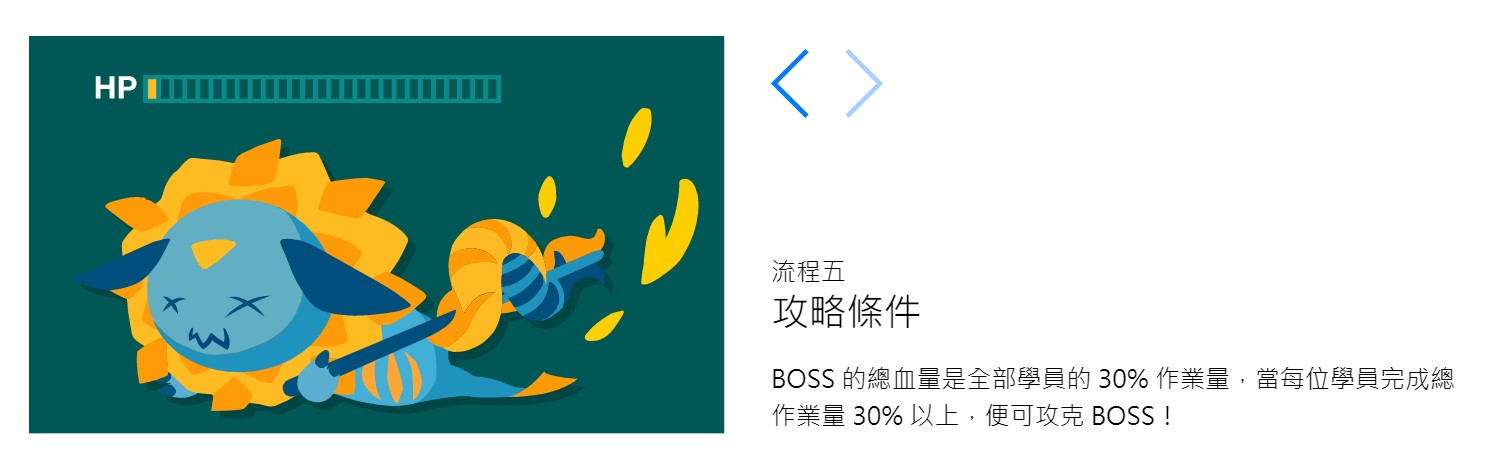 HP
流程五
攻略條件
BOSS 的總血量是全部學員的 30% 作業量，當每位學員完成總
作業量 30% 以上，便可攻克 BOSS！